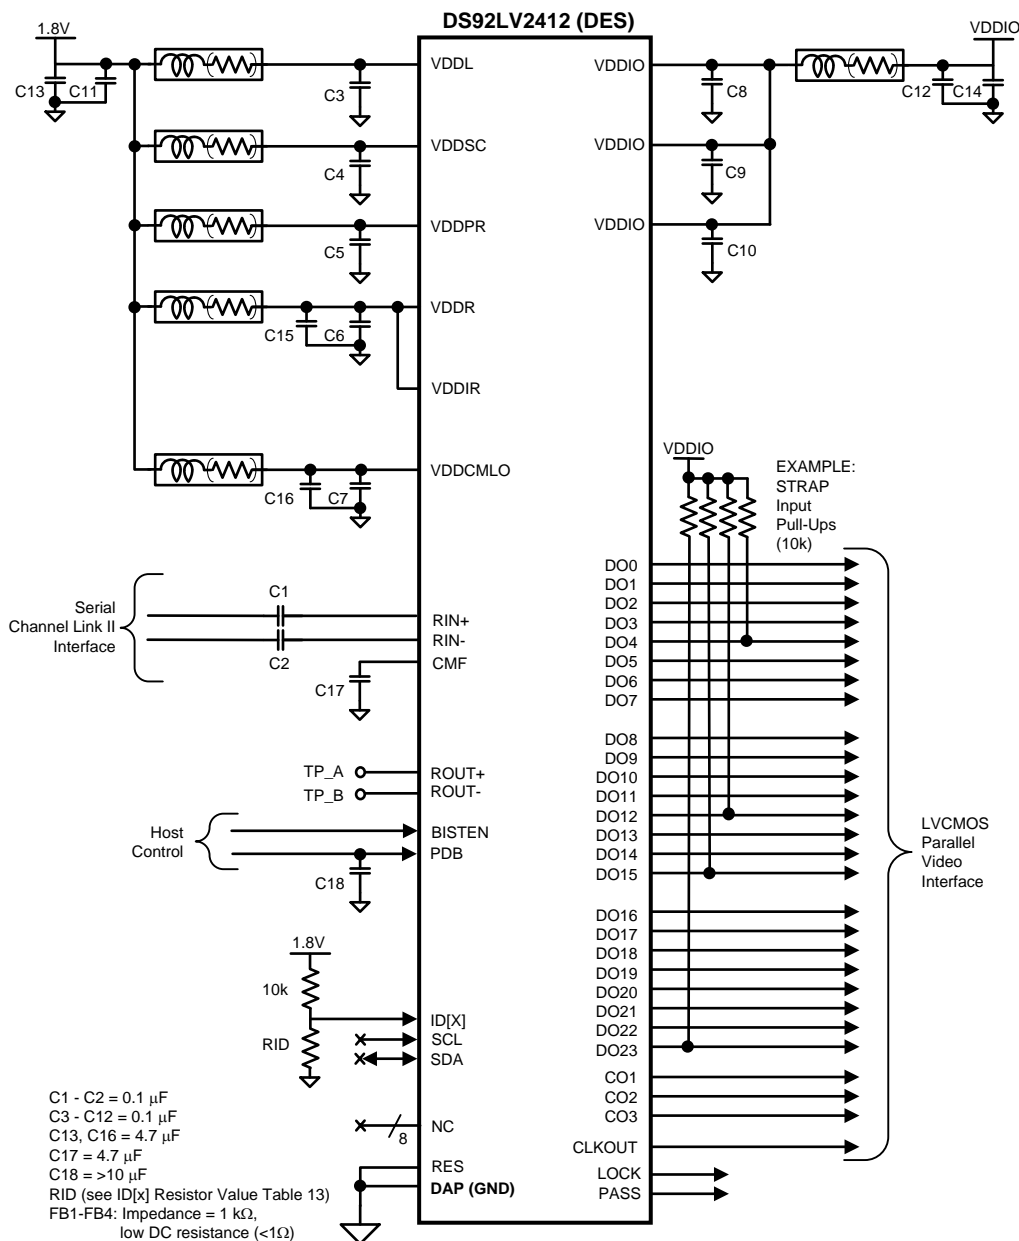 DS92LV2412 (DES)
1.8V
VDDIO
VDDL
VDDIO
C13
C11
C3
C8
C12
C14
VDDSC
VDDIO
C4
C9
VDDPR
VDDIO
C5
C10
VDDR
C15
C6
VDDIR
VDDCMLO
C16
C7
VDDIO
EXAMPLE:
STRAP
Input
Pull-Ups
(10k)
Serial
Channel Link II
Interface
C1
C2
RIN+
RIN-
CMF
C17
DO0
DO1
DO2
DO3
DO4
DO5
DO6
DO7
DO8
DO9
DO10
DO11
DO12
DO13
DO14
DO15
DO16
DO17
DO18
DO19
DO20
DO21
DO22
DO23
CO1
CO2
CO3
CLKOUT
LOCK
PASS
LVCMOS
Parallel
Video
Interface
TP_A
TP_B
ROUT+
ROUT-
Host
Control
BISTEN
PDB
C18
1.8V
10k
RID
ID[X]
SCL
SDA
NC
8
RES
DAP (GND)
C1 - C2 = 0.1 μF
C3 - C12 = 0.1 μF
C13, C16 = 4.7 μF
C17 = 4.7 μF
C18 = >10 μF
RID (see ID[x] Resistor Value Table 13)
FB1-FB4: Impedance = 1 kΩ,
low DC resistance (<1Ω)